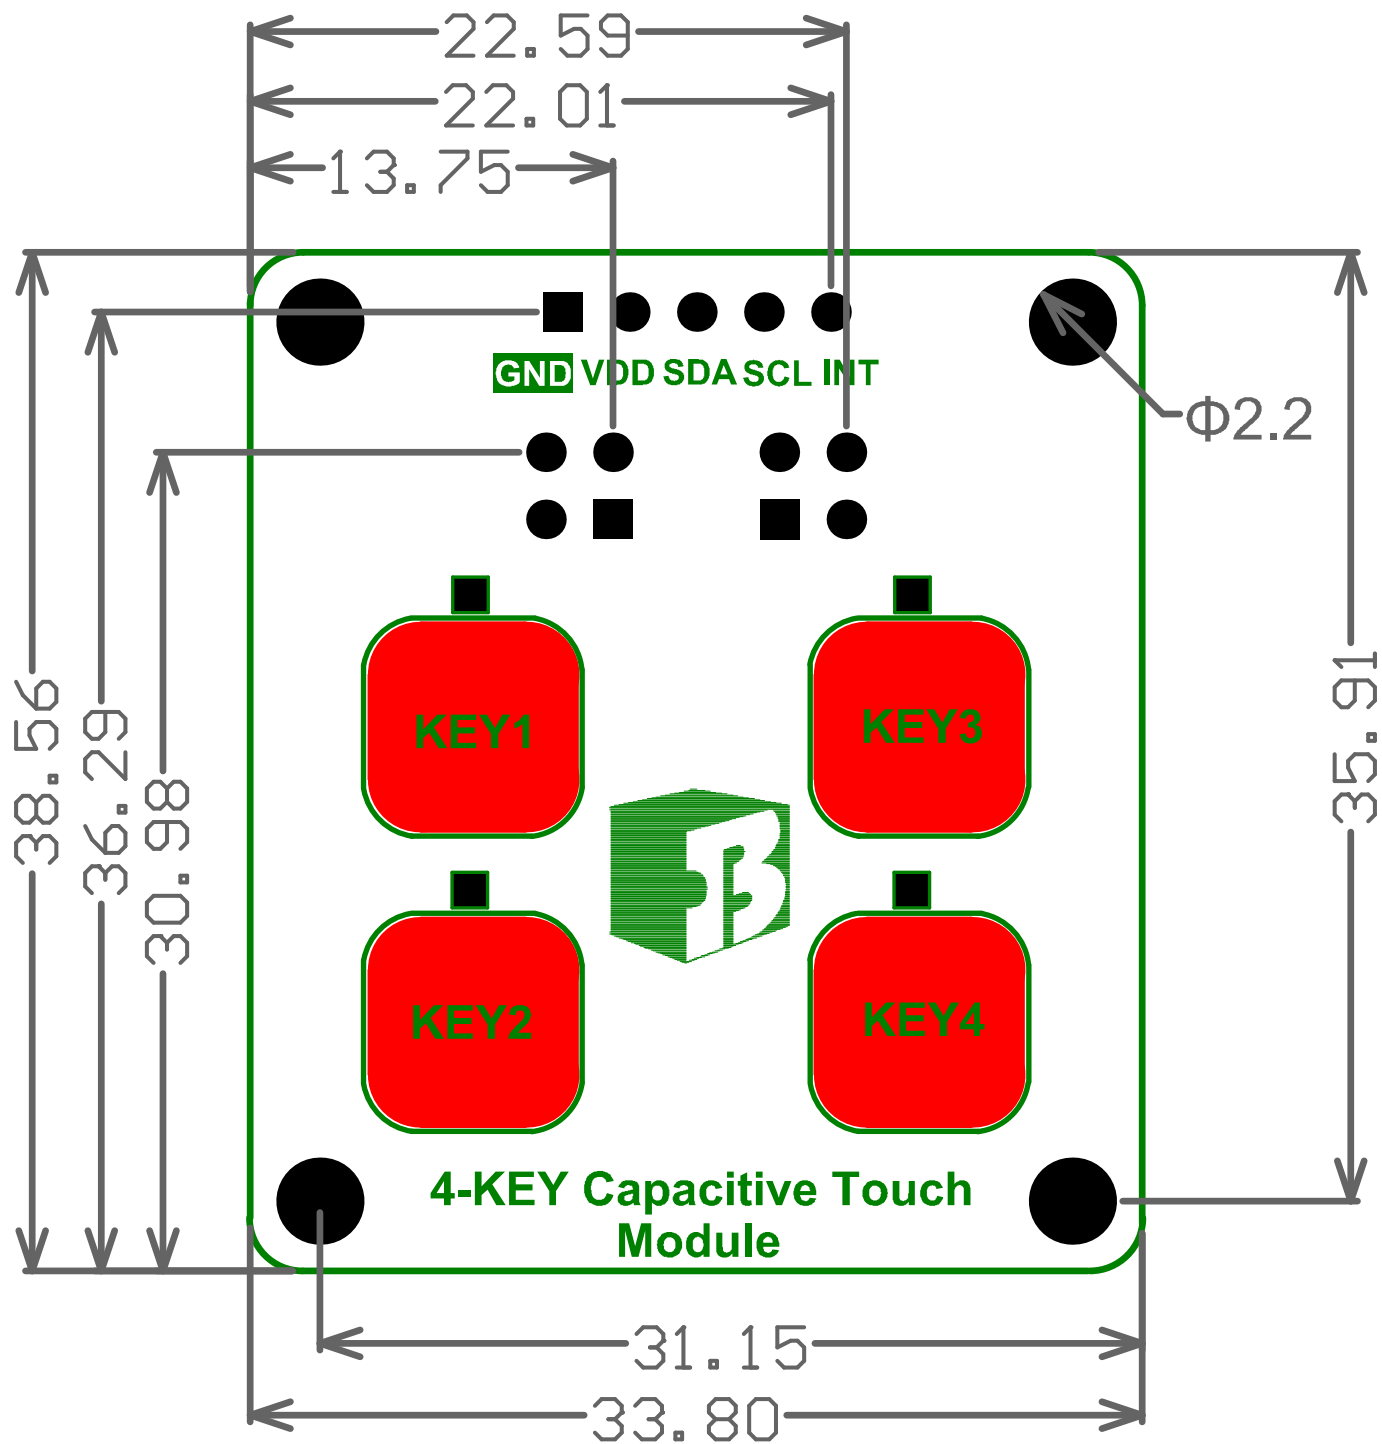 22.59
22.01
13.75
GND VDD SDA SCL INT
Φ2.2
38.56
36.29
30.98
35.91
KEY1
KEY3
KEY2
KEY4
4-KEY Capacitive Touch
Module
31.15
33.80